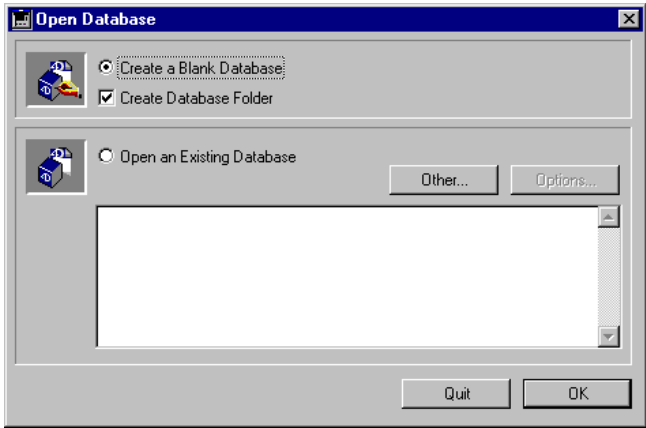 Open Database
Create a Blank Database
Create Database Folder
Open an Existing Database
Other...
Options...
Quit
OK